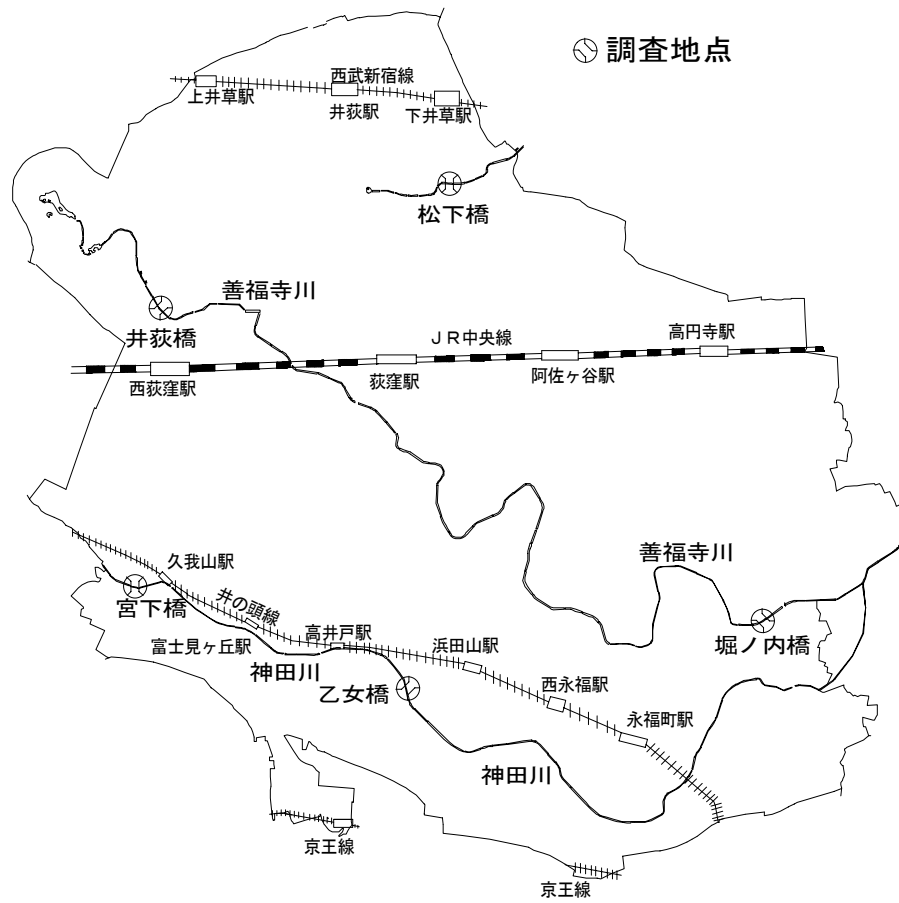 調査地点
西武新宿線
上井草駅
井荻駅
下井草駅
松下橋
善福寺川
井荻橋
ＪＲ中央線
高円寺駅
西荻窪駅
荻窪駅
阿佐ヶ谷駅
善福寺川
久我山駅
宮下橋
井の頭線
高井戸駅
富士見ヶ丘駅
浜田山駅
堀ノ内橋
神田川
乙女橋
西永福駅
永福町駅
神田川
京王線
京王線